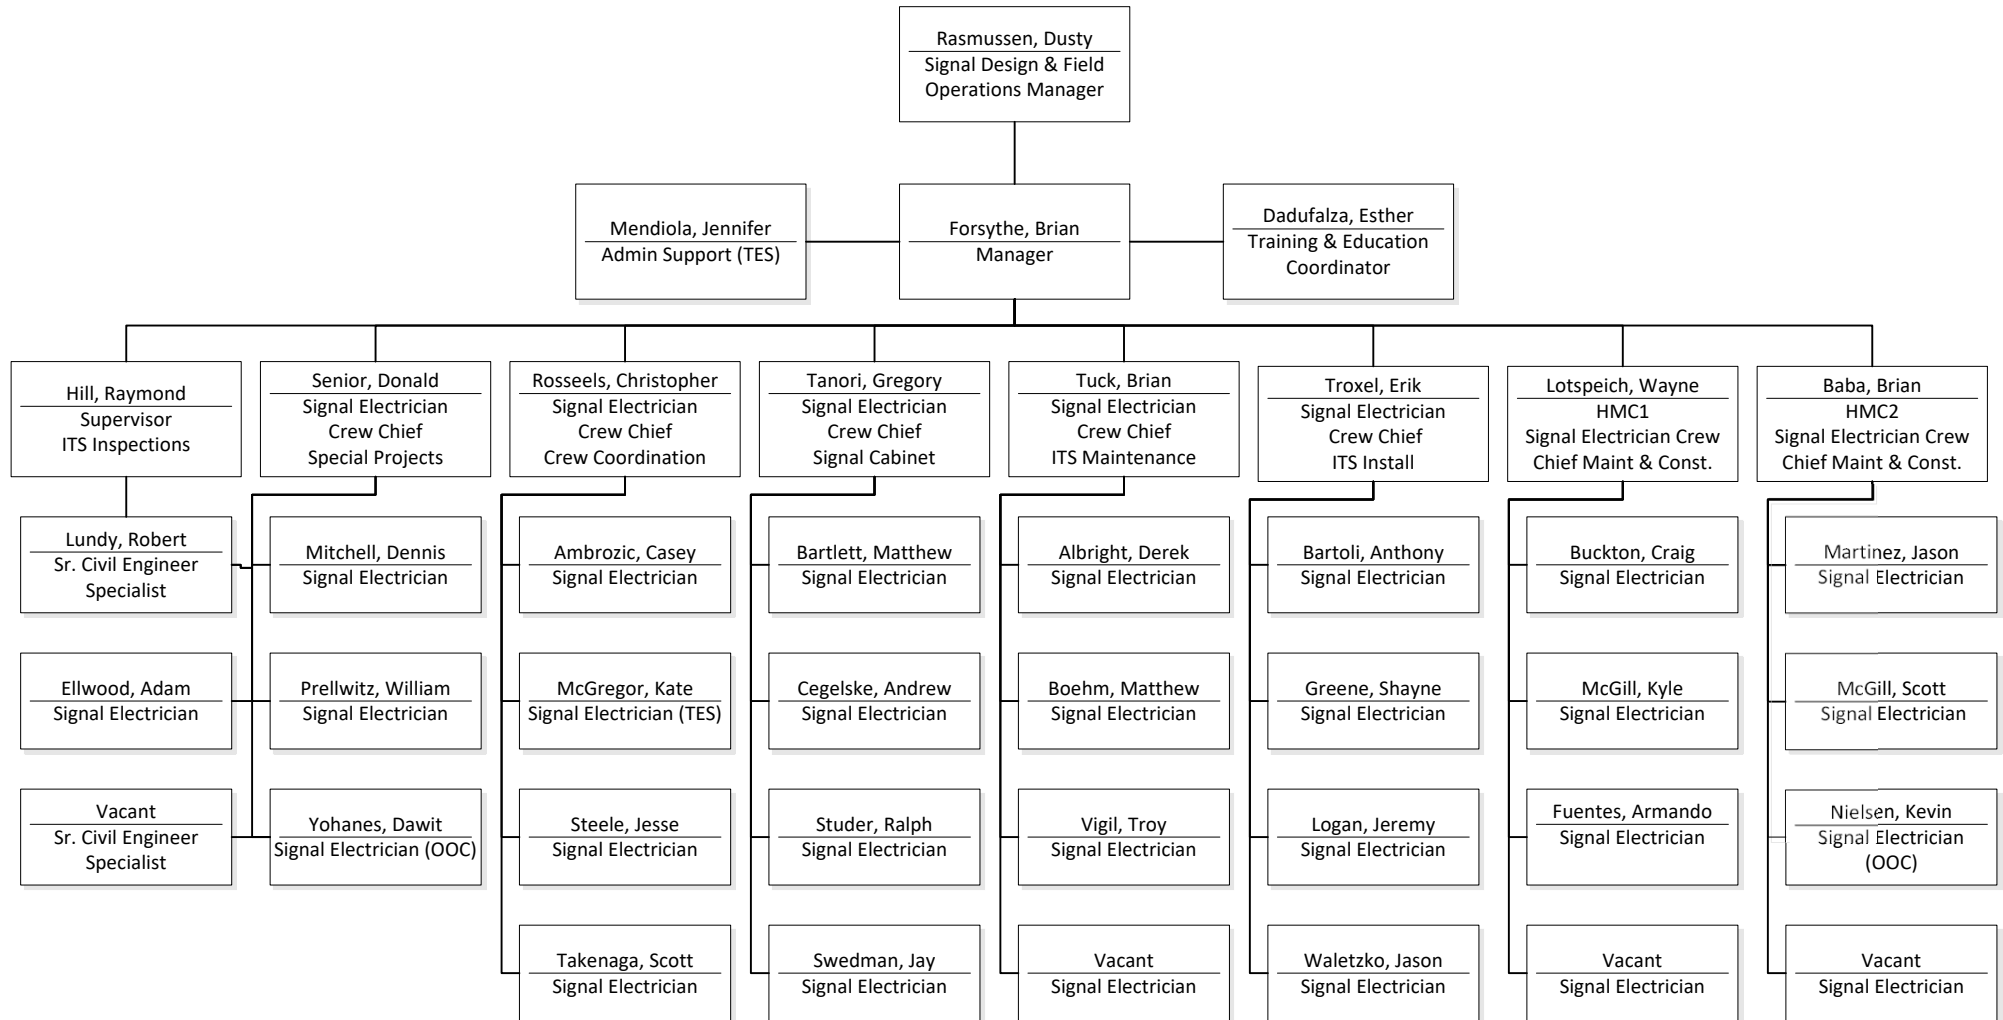 Rasmussen, Dusty
Signal Design & Field
Operations Manager
Mendiola, Jennifer
Admin Support (TES)
Forsythe, Brian
Manager
Dadufalza, Esther
Training & Education
Coordinator
Hill, Raymond
Supervisor
ITS Inspections
Senior, Donald
Signal Electrician
Crew Chief
Special Projects
Rosseels, Christopher
Signal Electrician
Crew Chief
Crew Coordination
Tanori, Gregory
Signal Electrician
Crew Chief
Signal Cabinet
Tuck, Brian
Signal Electrician
Crew Chief
ITS Maintenance
Troxel, Erik
Signal Electrician
Crew Chief
ITS Install
Lotspeich, Wayne
HMC1
Signal Electrician Crew
Chief Maint & Const.
Baba, Brian
HMC2
Signal Electrician Crew
Chief Maint & Const.
Lundy, Robert
Sr. Civil Engineer
Specialist
Mitchell, Dennis
Signal Electrician
Ambrozic, Casey
Signal Electrician
Bartlett, Matthew
Signal Electrician
Albright, Derek
Signal Electrician
Bartoli, Anthony
Signal Electrician
Buckton, Craig
Signal Electrician
Martinez, Jason
Signal Electrician
Ellwood, Adam
Signal Electrician
Prellwitz, William
Signal Electrician
McGregor, Kate
Signal Electrician (TES)
Cegelske, Andrew
Signal Electrician
Boehm, Matthew
Signal Electrician
Greene, Shayne
Signal Electrician
McGill, Kyle
Signal Electrician
McGill, Scott
Signal Electrician
Vacant
Sr. Civil Engineer
Specialist
Yohanes, Dawit
Signal Electrician (OOC)
Steele, Jesse
Signal Electrician
Studer, Ralph
Signal Electrician
Vigil, Troy
Signal Electrician
Logan, Jeremy
Signal Electrician
Fuentes, Armando
Signal Electrician
Nielsen, Kevin
Signal Electrician
(OOC)
Takenaga, Scott
Signal Electrician
Swedman, Jay
Signal Electrician
Vacant
Signal Electrician
Waletzko, Jason
Signal Electrician
Vacant
Signal Electrician
Vacant
Signal Electrician